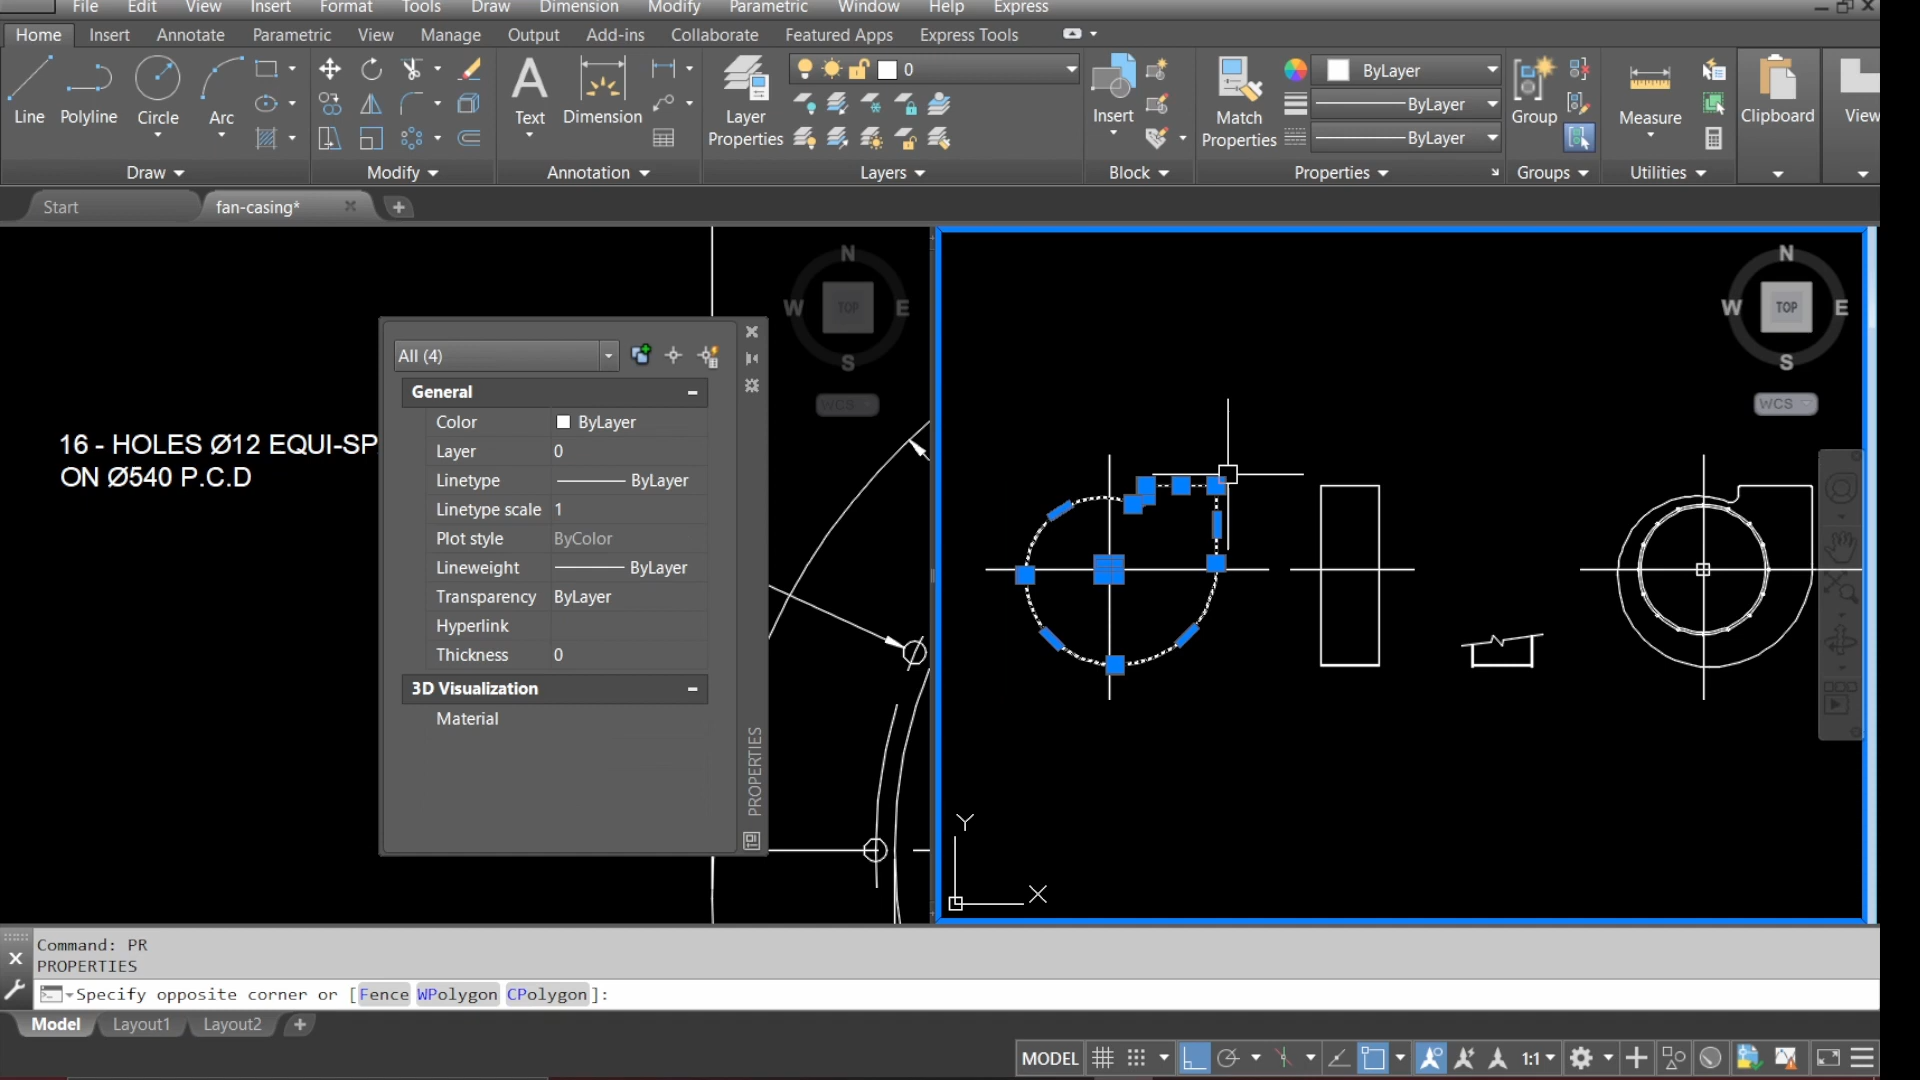 File Edit View Insert Format Tools Draw Dimension Modify Parametric Window Help Express
Home Insert Annotate Parametric View Manage Output Add-ins Collaborate Featured Apps Express Tools
0
ByLayer
ByLayer
ByLayer
Line Polyline Circle Arc
Text Dimension
Layer
Properties
Insert
Match
Properties
Group
Measure
Clipboard
View
Draw
Modify
Annotation
Layers
Block
Properties
Groups
Utilities
Start
fan-casing*
N
W
TOP
E
S
WCS
N
W
TOP
E
S
WCS
16 - HOLES Ø12 EQUI-SP
ON Ø540 P.C.D
All (4)
General
Color ByLayer
Layer 0
Linetype ByLayer
Linetype scale 1
Plot style ByColor
Lineweight ByLayer
Transparency ByLayer
Hyperlink
Thickness 0
3D Visualization
Material
PROPERTIES
Y
X
Command: PR
PROPERTIES
Specify opposite corner or [Fence WPolygon CPolygon]:
Model Layout1 Layout2
MODEL
1:1